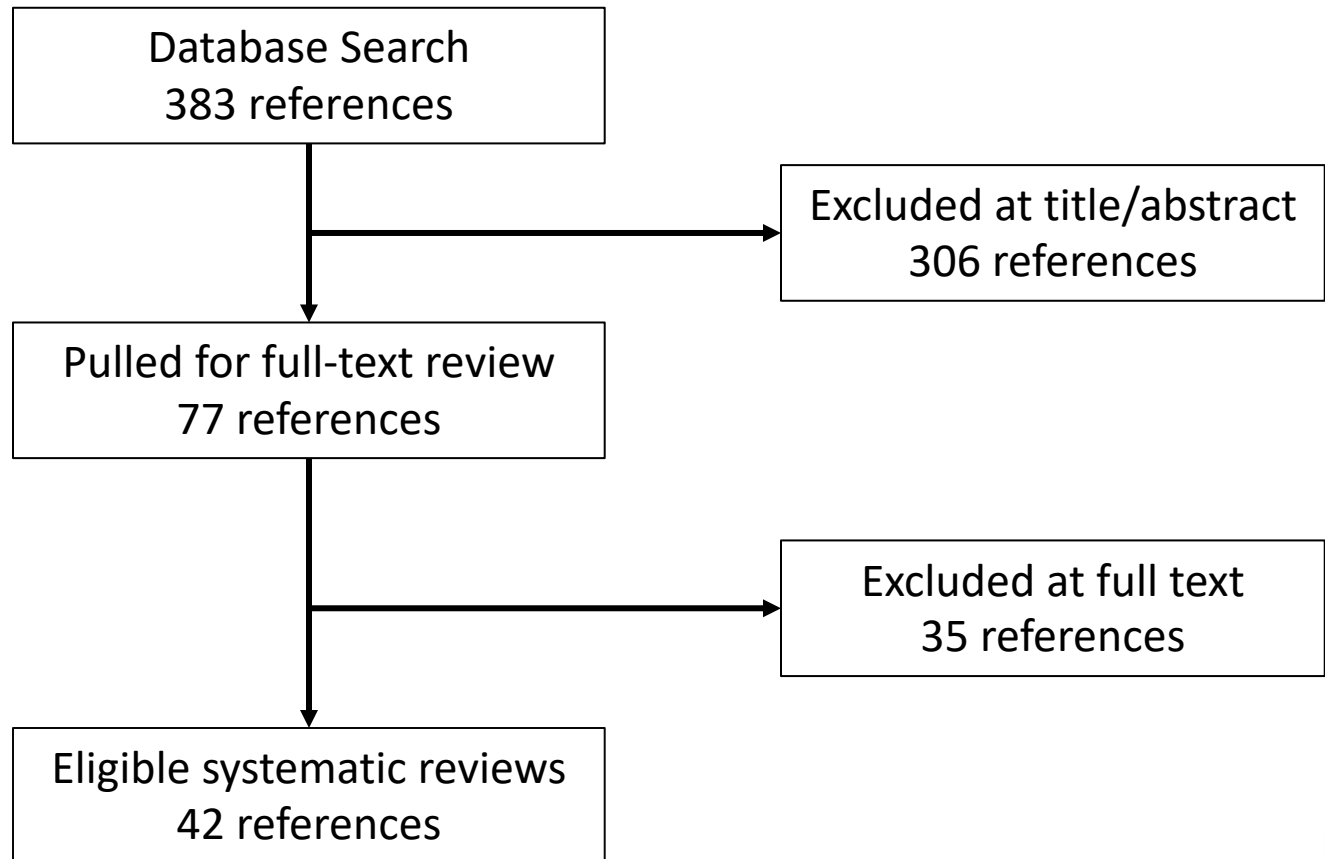 Database Search
383 references
Excluded at title/abstract
306 references
Pulled for full-text review
77 references
Excluded at full text
35 references
Eligible systematic reviews
42 references